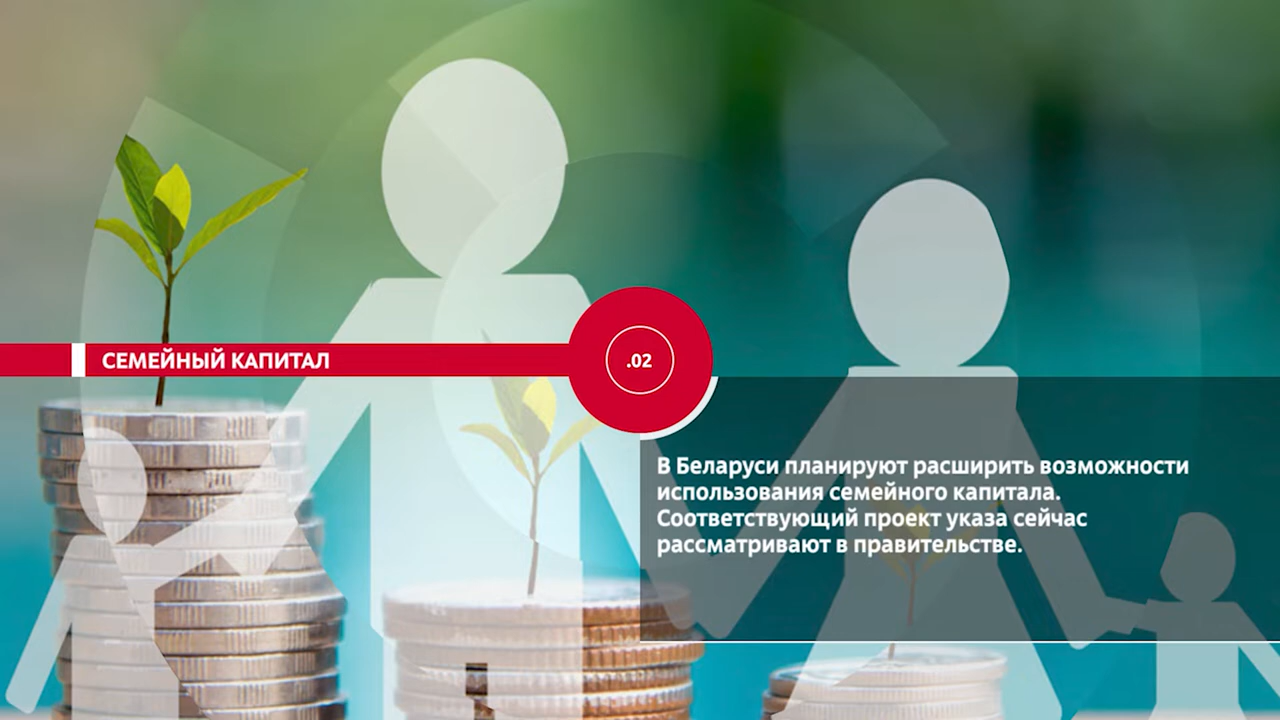 СЕМЕЙНЫЙ КАПИТАЛ
.02
В Беларуси планируют расширить возможности
использования семейного капитала.
Соответствующий проект указа сейчас
рассматривают в правительстве.